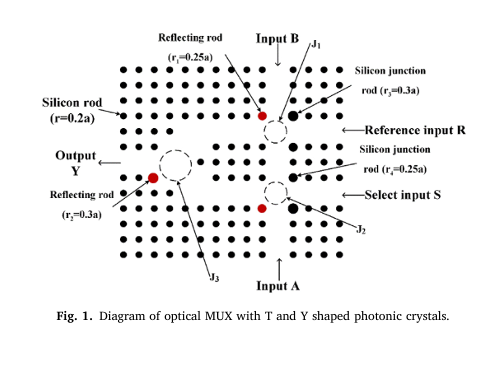 Reflecting rod
(r₁=0.25a)
Input B
J₁
Silicon junction
rod (r₃=0.3a)
Silicon rod
(r=0.2a)
Reference input R
Silicon junction
rod (r₄=0.25a)
Output
Y
Reflecting rod
(r₂=0.3a)
Select input S
J₂
J₃
Input A
Fig. 1. Diagram of optical MUX with T and Y shaped photonic crystals.